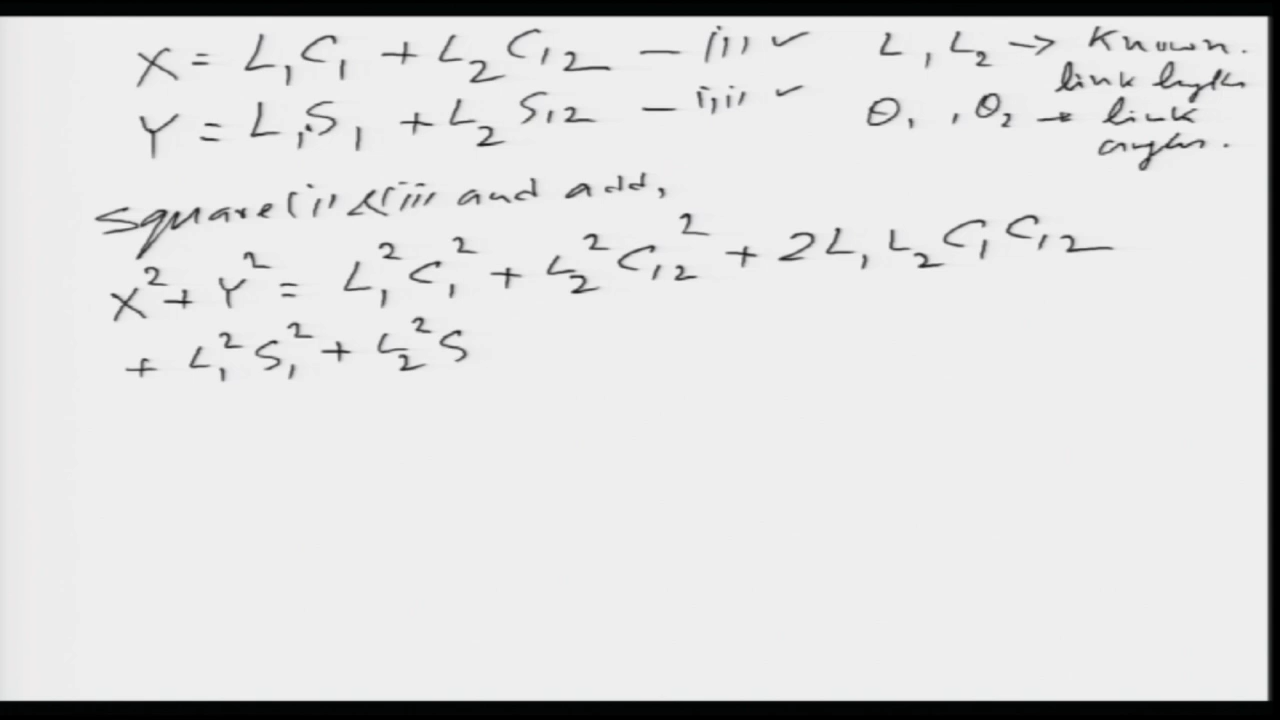 X = L₁C₁ + L₂C₁₂ — (i) ✓
L₁, L₂ → Known.
link lengths
Y = L₁S₁ + L₂S₁₂ — (ii) ✓
θ₁, θ₂ → link
angles.
Square (i) & (ii) and add,
X² + Y² = L₁²C₁² + L₂²C₁₂² + 2L₁L₂C₁C₁₂
+ L₁²S₁² + L₂²S